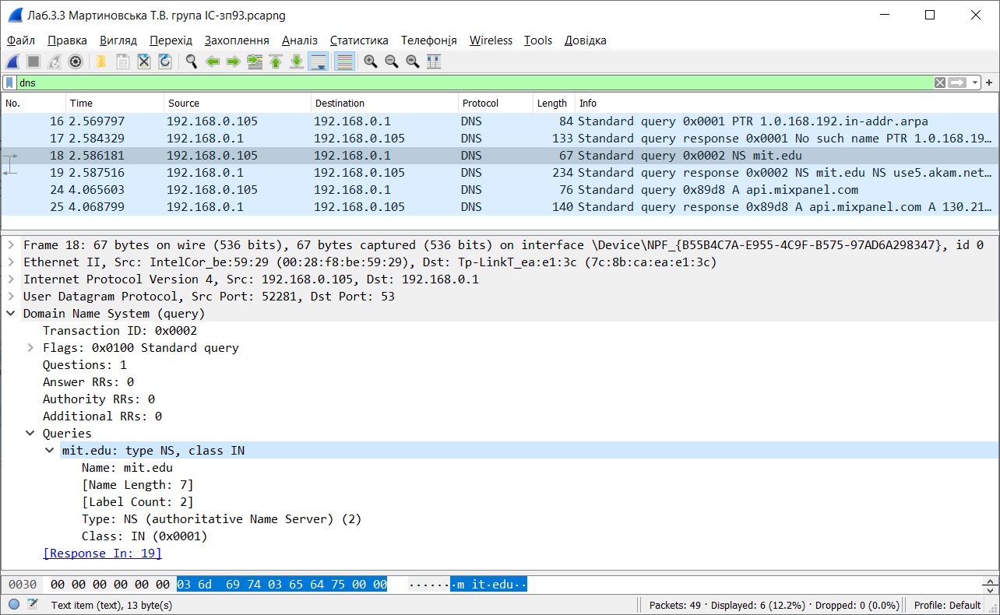 Лаб.3.3 Мартиновська Т.В. група ІС-зп93.pcapng
Файл Правка Вигляд Перехід Захоплення Аналіз Статистика Телефонія Wireless Tools Довідка
dns
No. Time Source Destination Protocol Length Info
16 2.569797 192.168.0.105 192.168.0.1 DNS 84 Standard query 0x0001 PTR 1.0.168.192.in-addr.arpa
17 2.584329 192.168.0.1 192.168.0.105 DNS 133 Standard query response 0x0001 No such name PTR 1.0.168.19…
18 2.586181 192.168.0.105 192.168.0.1 DNS 67 Standard query 0x0002 NS mit.edu
19 2.587516 192.168.0.1 192.168.0.105 DNS 234 Standard query response 0x0002 NS mit.edu NS use5.akam.net…
24 4.065603 192.168.0.105 192.168.0.1 DNS 76 Standard query 0x89d8 A api.mixpanel.com
25 4.068799 192.168.0.1 192.168.0.105 DNS 140 Standard query response 0x89d8 A api.mixpanel.com A 130.21…
Frame 18: 67 bytes on wire (536 bits), 67 bytes captured (536 bits) on interface \Device\NPF_{B55B4C7A-E955-4C9F-B575-97AD6A298347}, id 0
Ethernet II, Src: IntelCor_be:59:29 (00:28:f8:be:59:29), Dst: Tp-LinkT_ea:e1:3c (7c:8b:ca:ea:e1:3c)
Internet Protocol Version 4, Src: 192.168.0.105, Dst: 192.168.0.1
User Datagram Protocol, Src Port: 52281, Dst Port: 53
Domain Name System (query)
Transaction ID: 0x0002
Flags: 0x0100 Standard query
Questions: 1
Answer RRs: 0
Authority RRs: 0
Additional RRs: 0
Queries
mit.edu: type NS, class IN
Name: mit.edu
[Name Length: 7]
[Label Count: 2]
Type: NS (authoritative Name Server) (2)
Class: IN (0x0001)
[Response In: 19]
0030 00 00 00 00 00 00 03 6d 69 74 03 65 64 75 00 00 ·······m it·edu··
Text item (text), 13 byte(s) Packets: 49 · Displayed: 6 (12.2%) · Dropped: 0 (0.0%) Profile: Default